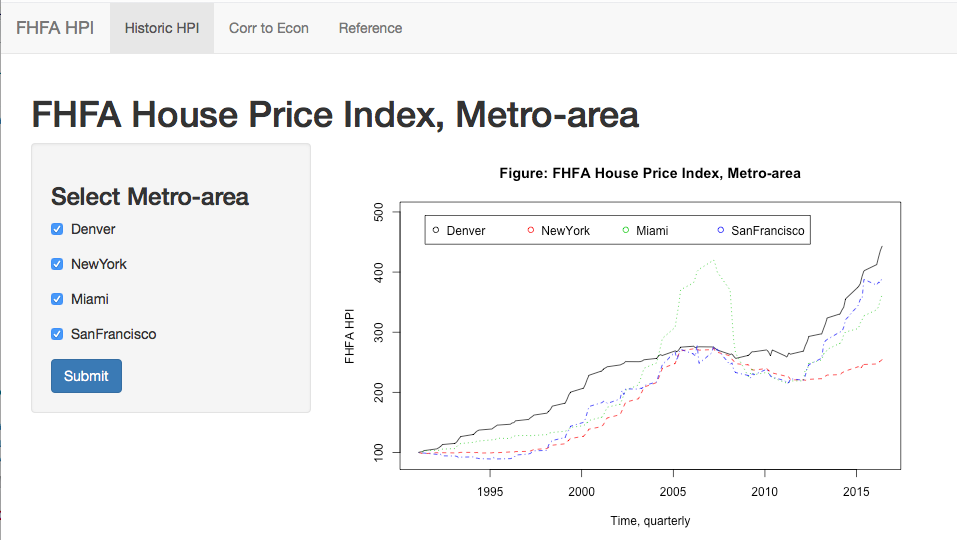 FHFA HPI Historic HPI Corr to Econ Reference
FHFA House Price Index, Metro-area
Select Metro-area
Denver
NewYork
Miami
SanFrancisco
Submit
Figure: FHFA House Price Index, Metro-area
Denver NewYork Miami SanFrancisco
FHFA HPI
500
400
300
200
100
1995 2000 2005 2010 2015
Time, quarterly